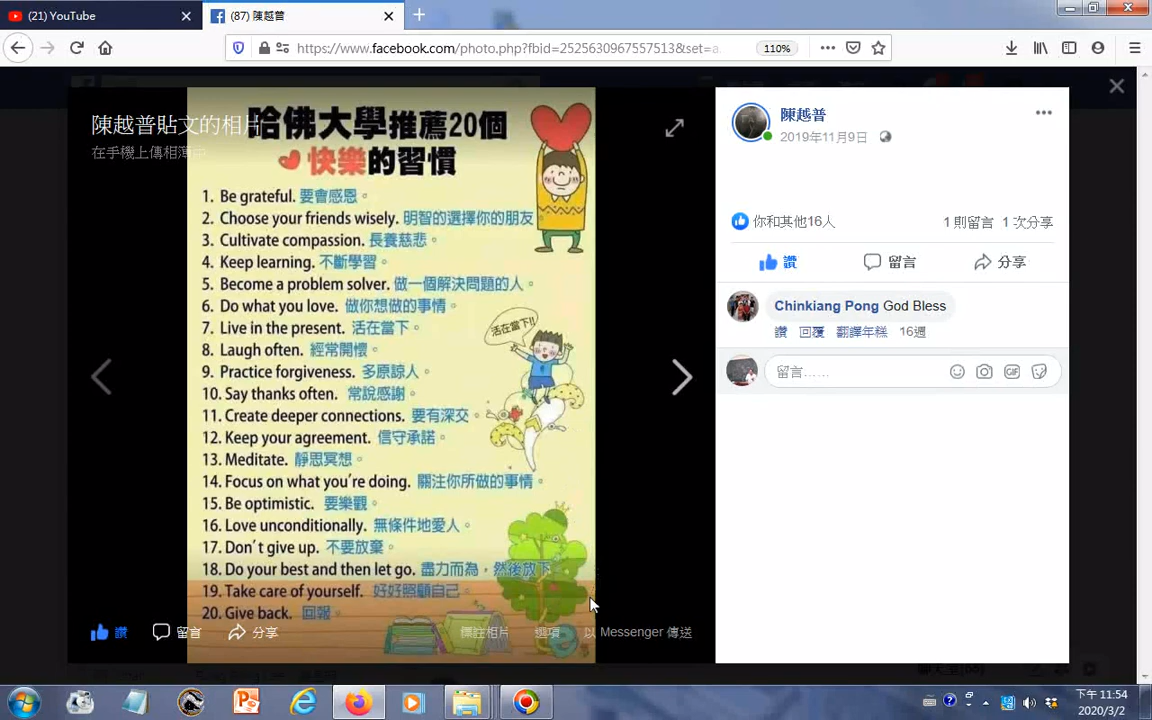 (21) YouTube
(87) 陳越普
https://www.facebook.com/photo.php?fbid=2525630967557513&set=a.
110%
陳越普貼文的相片
在手機上傳相簿中
哈佛大學推薦20個
快樂的習慣
1. Be grateful. 要會感恩。
2. Choose your friends wisely. 明智的選擇你的朋友。
3. Cultivate compassion. 長養慈悲。
4. Keep learning. 不斷學習。
5. Become a problem solver. 做一個解決問題的人。
6. Do what you love. 做你想做的事情。
7. Live in the present. 活在當下。
8. Laugh often. 經常開懷。
9. Practice forgiveness. 多原諒人。
10. Say thanks often. 常說感謝。
11. Create deeper connections. 要有深交。
12. Keep your agreement. 信守承諾。
13. Meditate. 靜思冥想。
14. Focus on what you're doing. 關注你所做的事情。
15. Be optimistic. 要樂觀。
16. Love unconditionally. 無條件地愛人。
17. Don't give up. 不要放棄。
18. Do your best and then let go. 盡力而為，然後放下
19. Take care of yourself. 好好照顧自己。
20. Give back. 回報。
活在當下!!
讚 留言 分享
標註相片 選項 以 Messenger 傳送
陳越普
2019年11月9日
你和其他16人
1 則留言 1 次分享
讚 留言 分享
Chinkiang Pong God Bless
讚 回覆 翻譯年糕 16週
留言……
GIF
下午 11:54
2020/3/2